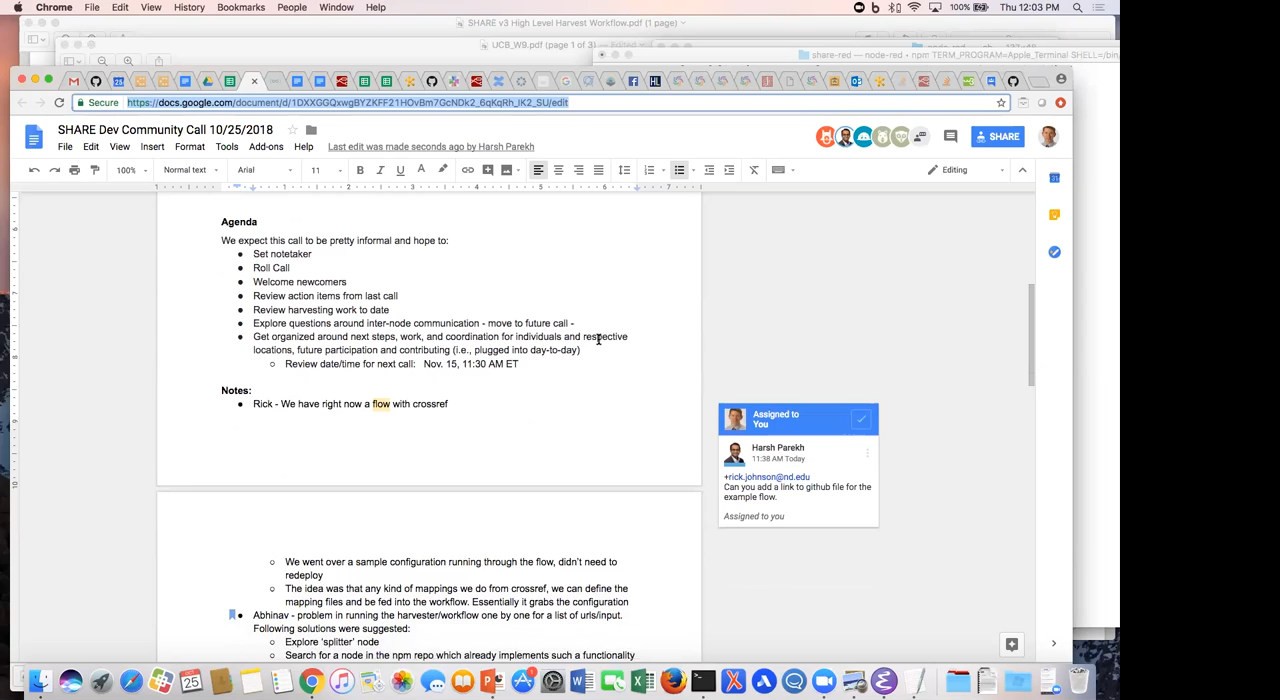 Chrome File Edit View History Bookmarks People Window Help 100% Thu 12:03 PM
SHARE v3 High Level Harvest Workflow.pdf (1 page)
UCB_W9.pdf (page 1 of 3) — Edited
share-red — node-red — npm TERM_PROGRAM=Apple_Terminal SHELL=/bin/
Secure https://docs.google.com/document/d/1DXGGQxwgBYZKFF21HOvBm7GcNDk2_6qKqRh_IK2_SU/edit
SHARE Dev Community Call 10/25/2018
SHARE
File Edit View Insert Format Tools Add-ons Help Last edit was made seconds ago by Harsh Parekh
100% Normal text Arial 11 Editing
Agenda
We expect this call to be pretty informal and hope to:
● Set notetaker
● Roll Call
● Welcome newcomers
● Review action items from last call
● Review harvesting work to date
● Explore questions around inter-node communication - move to future call -
● Get organized around next steps, work, and coordination for individuals and respective
locations, future participation and contributing (i.e., plugged into day-to-day)
○ Review date/time for next call: Nov. 15, 11:30 AM ET
Notes:
● Rick - We have right now a flow with crossref
Assigned to
You
Harsh Parekh
11:38 AM Today
+rick.johnson@nd.edu
Can you add a link to github file for the
example flow.
Assigned to you
○ We went over a sample configuration running through the flow, didn't need to
redeploy
○ The idea was that any kind of mappings we do from crossref, we can define the
mapping files and be fed into the workflow. Essentially it grabs the configuration
● Abhinav - problem in running the harvester/workflow one by one for a list of urls/input.
Following solutions were suggested:
○ Explore 'splitter' node
○ Search for a node in the npm repo which already implements such a functionality